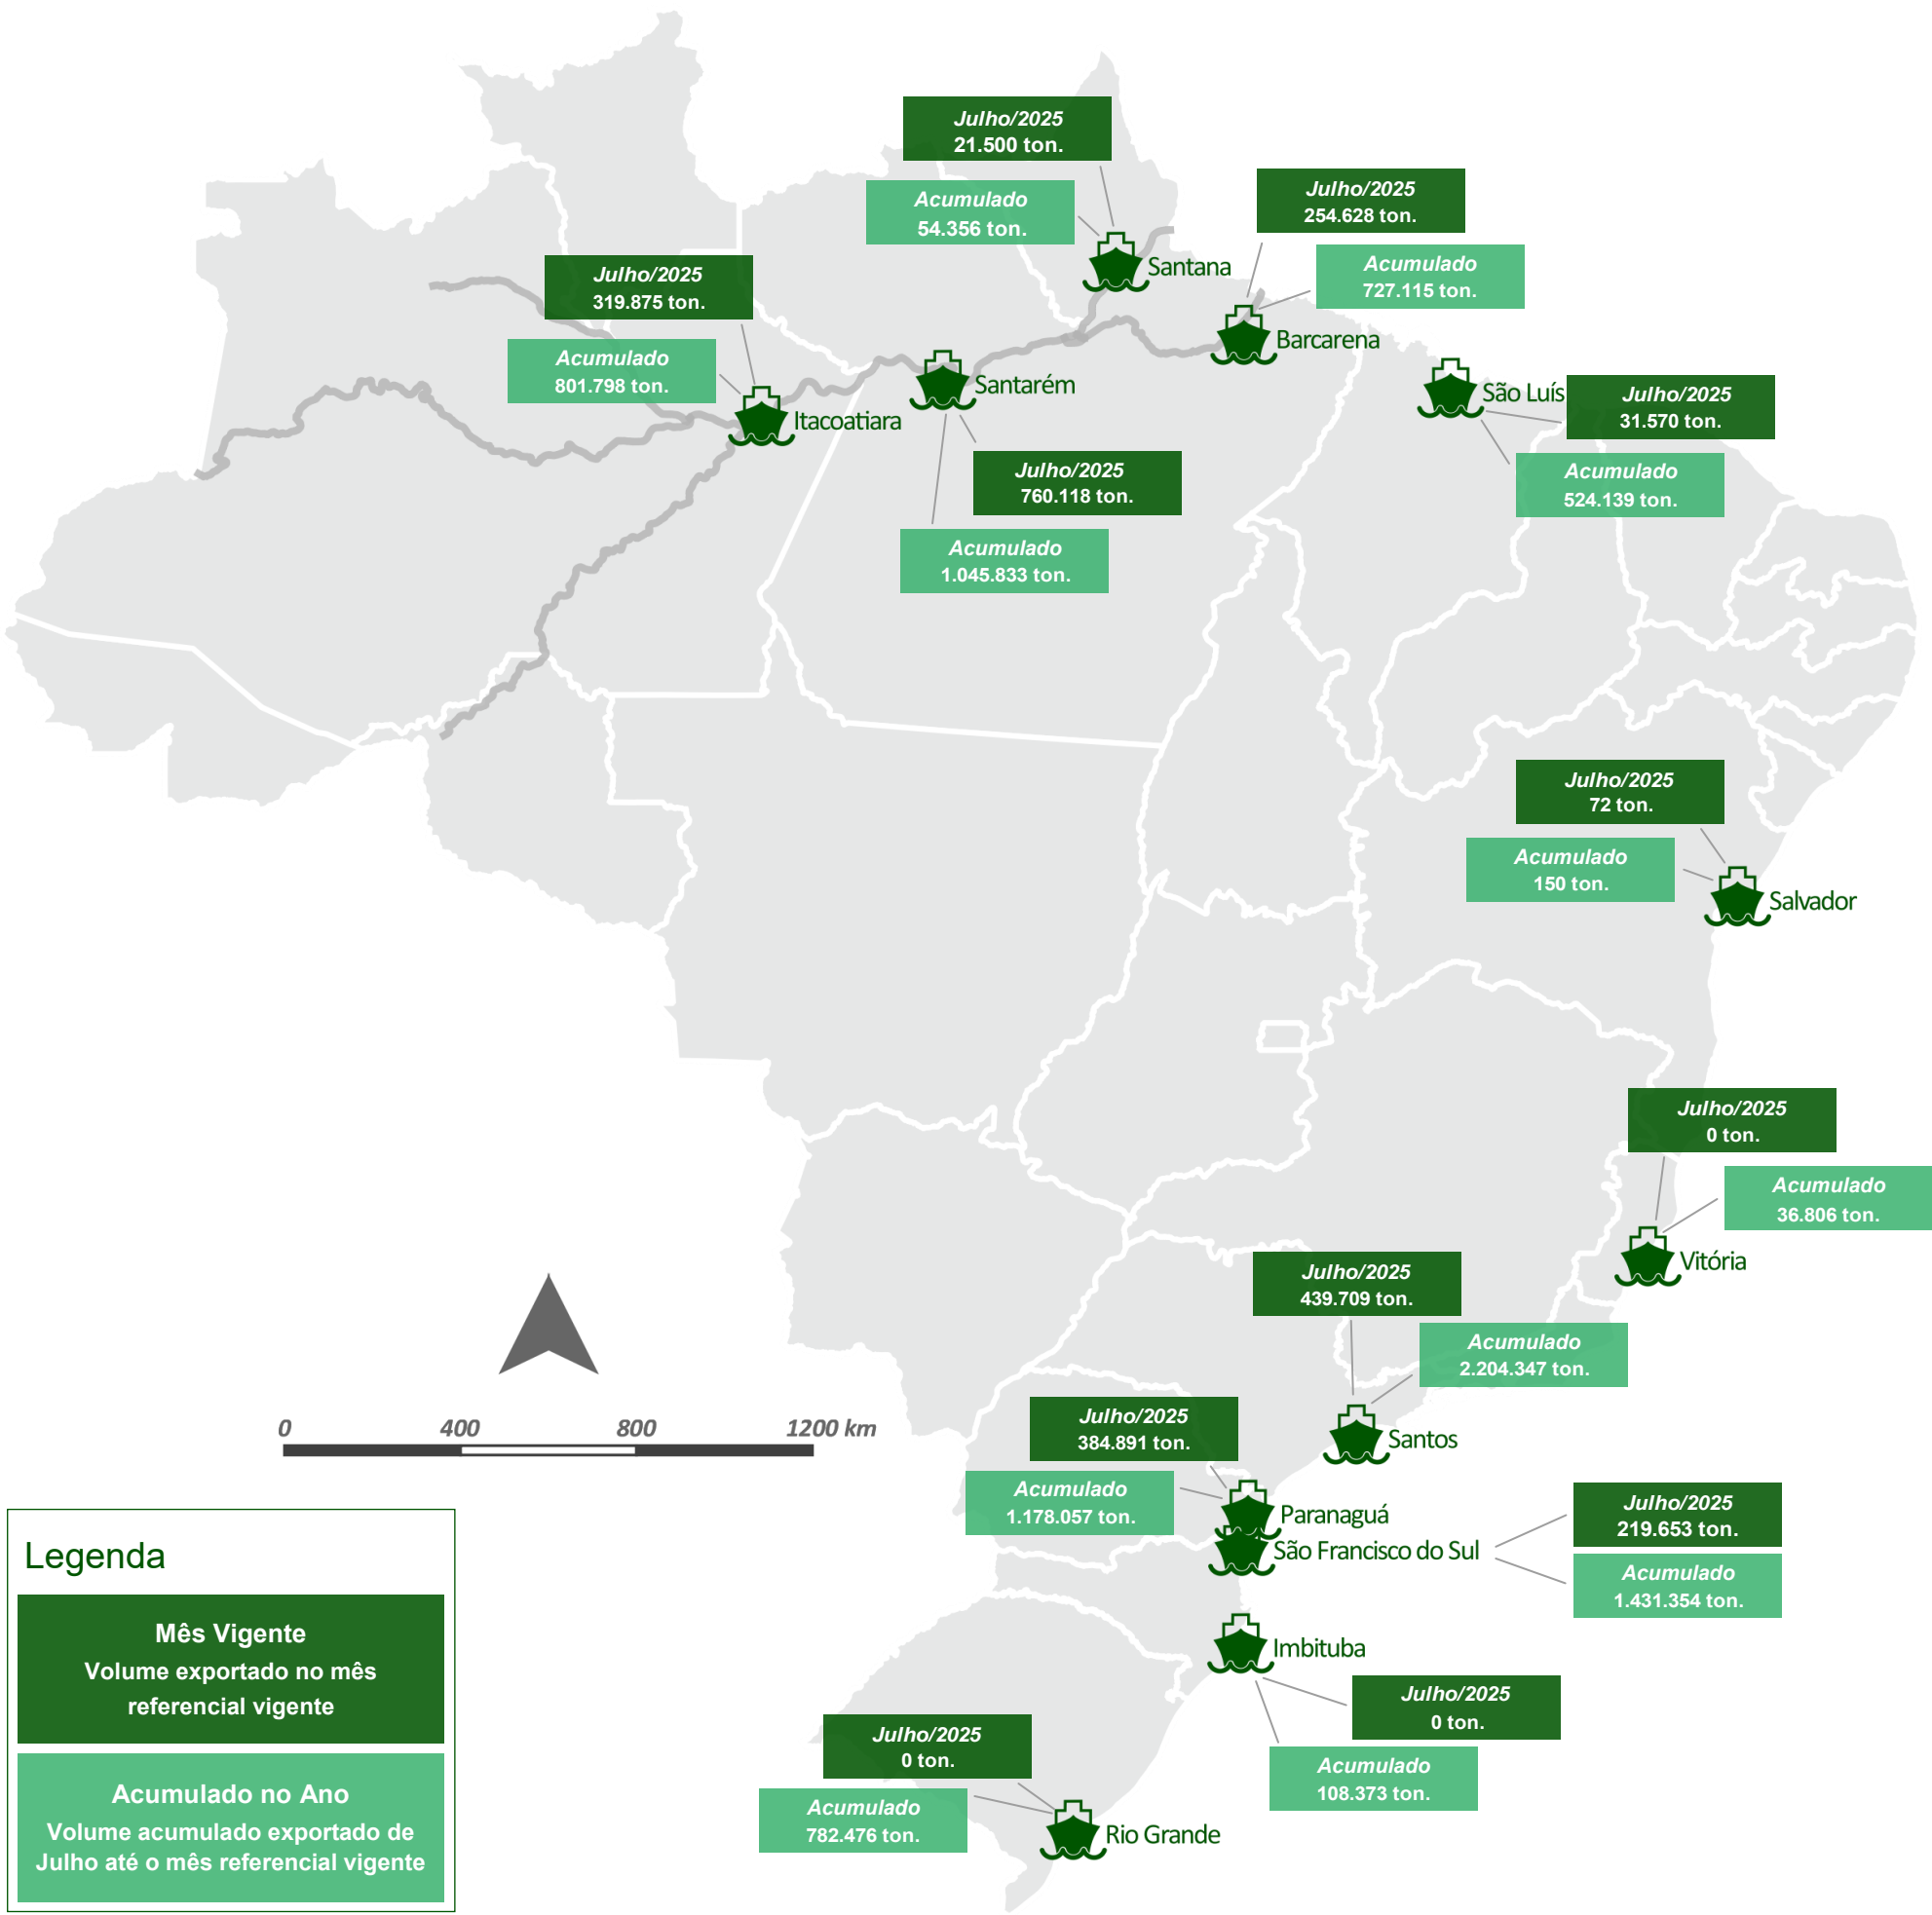 Julho/2025
21.500 ton.
Acumulado
54.356 ton.
Santana
Julho/2025
254.628 ton.
Acumulado
727.115 ton.
Barcarena
Julho/2025
319.875 ton.
Acumulado
801.798 ton.
Itacoatiara
Santarém
Julho/2025
760.118 ton.
Acumulado
1.045.833 ton.
São Luís
Julho/2025
31.570 ton.
Acumulado
524.139 ton.
Julho/2025
72 ton.
Acumulado
150 ton.
Salvador
Julho/2025
0 ton.
Acumulado
36.806 ton.
Vitória
Julho/2025
439.709 ton.
Acumulado
2.204.347 ton.
Santos
Julho/2025
384.891 ton.
Acumulado
1.178.057 ton.
Paranaguá
São Francisco do Sul
Julho/2025
219.653 ton.
Acumulado
1.431.354 ton.
Imbituba
Julho/2025
0 ton.
Acumulado
108.373 ton.
Julho/2025
0 ton.
Acumulado
782.476 ton.
Rio Grande
0 400 800 1200 km
Legenda
Mês Vigente
Volume exportado no mês
referencial vigente
Acumulado no Ano
Volume acumulado exportado de
Julho até o mês referencial vigente